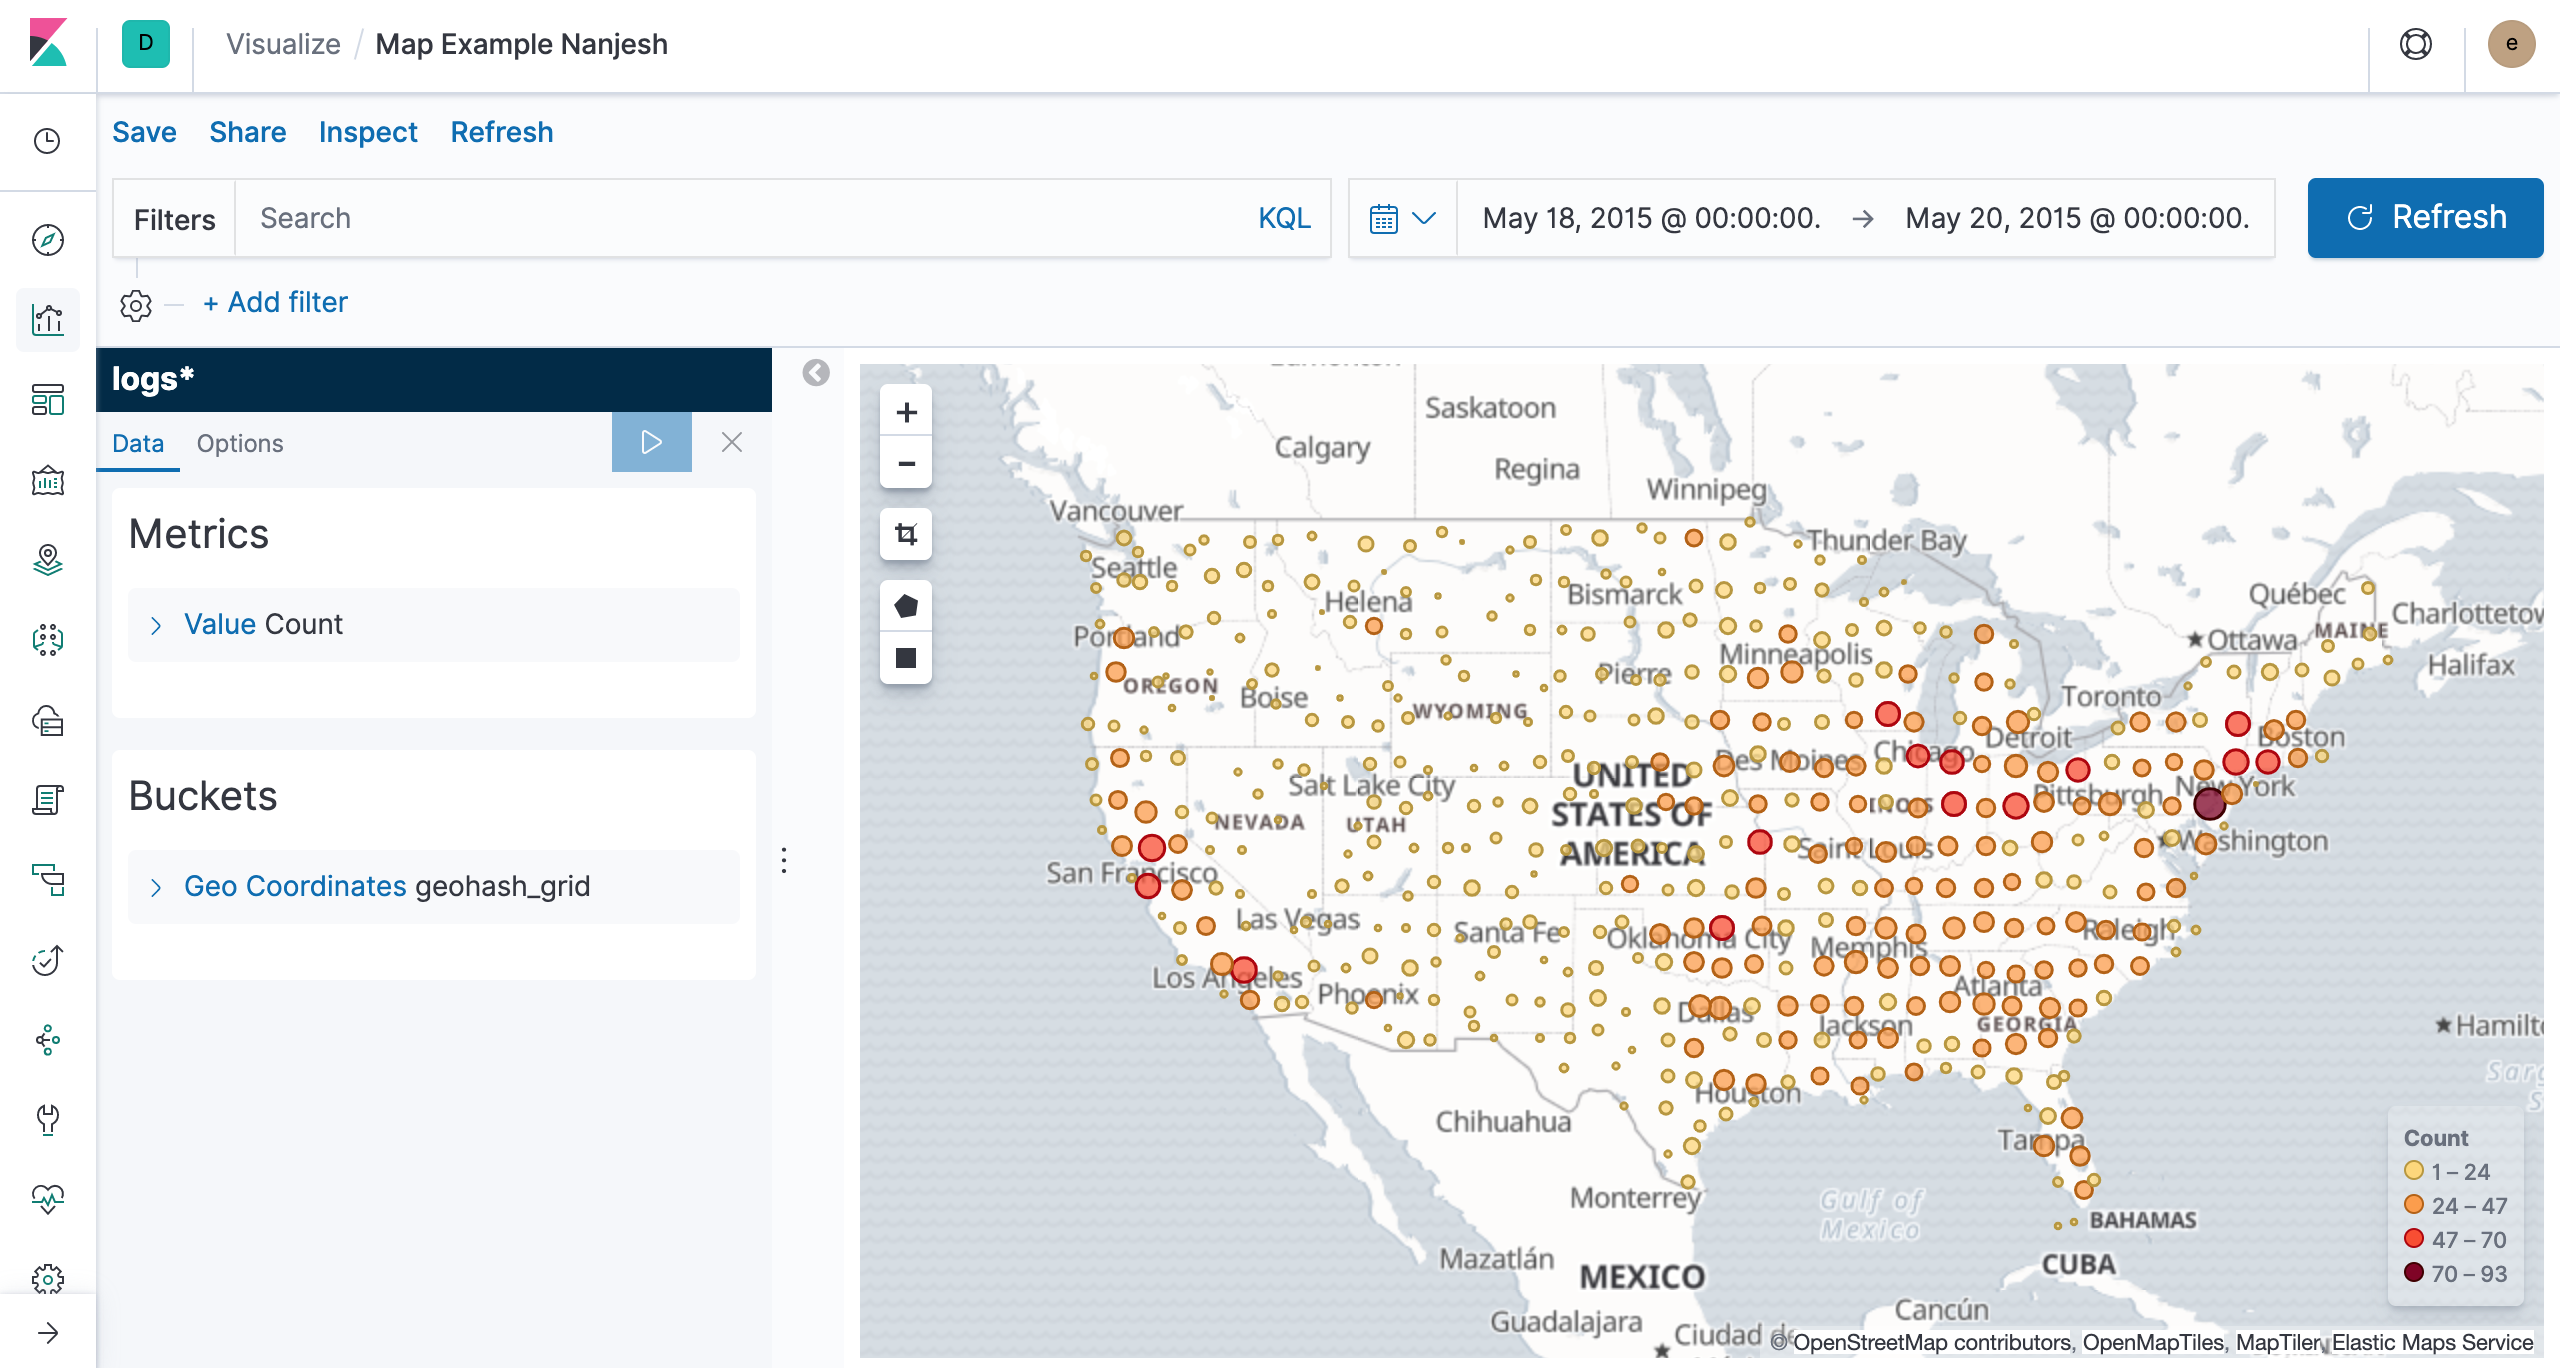 D
Visualize / Map Example Nanjesh
e
Save Share Inspect Refresh
Filters Search KQL
May 18, 2015 @ 00:00:00. → May 20, 2015 @ 00:00:00.
Refresh
+ Add filter
logs*
Data Options
Metrics
Value Count
Buckets
Geo Coordinates geohash_grid
Saskatoon
Calgary
Regina
Winnipeg
Vancouver
Thunder Bay
Seattle
Helena
Bismarck
Québec
Charlottetow
Portland
Ottawa
MAINE
Minneapolis
Halifax
Pierre
OREGON
Boise
Toronto
WYOMING
Detroit
Boston
Des Moines
Chicago
Salt Lake City
UNITED
STATES OF
AMERICA
Pittsburgh
New York
NEVADA
UTAH
ILLINOIS
Washington
Saint Louis
San Francisco
Las Vegas
Santa Fe
Oklahoma City
Memphis
Raleigh
Los Angeles
Phoenix
Atlanta
Dallas
Jackson
GEORGIA
Hamilt
Houston
Chihuahua
Tampa
Monterrey
Gulf of
Mexico
BAHAMAS
Mazatlán
MEXICO
CUBA
Guadalajara
Cancún
Ciudad de
Count
1 – 24
24 – 47
47 – 70
70 – 93
© OpenStreetMap contributors, OpenMapTiles, MapTiler, Elastic Maps Service